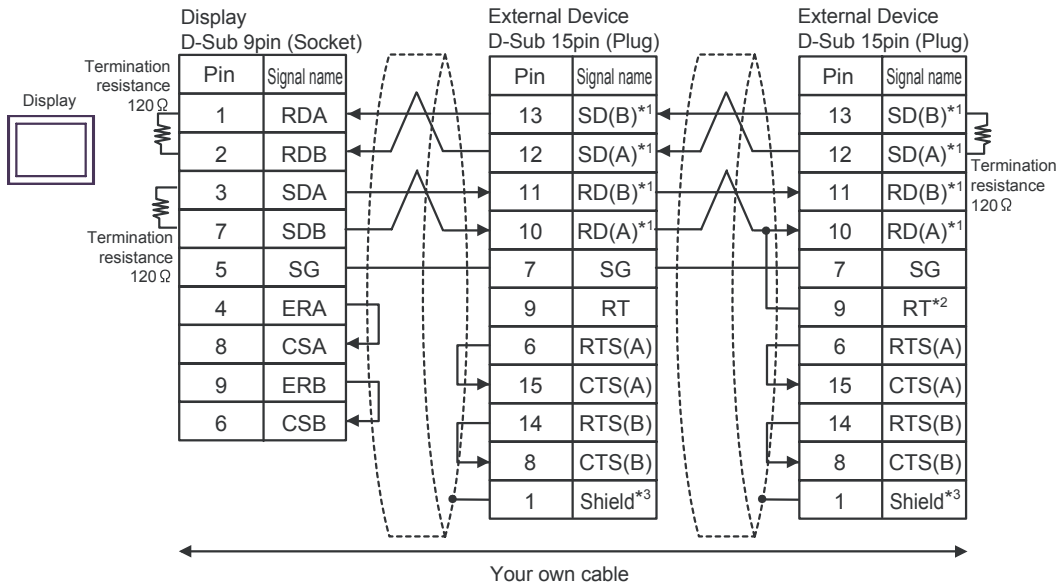 Display
D-Sub 9pin (Socket)
External Device
D-Sub 15pin (Plug)
External Device
D-Sub 15pin (Plug)
Display
Termination
resistance
120 Ω
Termination
resistance
120 Ω
Pin Signal name
1 RDA
2 RDB
3 SDA
7 SDB
5 SG
4 ERA
8 CSA
9 ERB
6 CSB
Pin Signal name
13 SD(B)*1
12 SD(A)*1
11 RD(B)*1
10 RD(A)*1
7 SG
9 RT
6 RTS(A)
15 CTS(A)
14 RTS(B)
8 CTS(B)
1 Shield*3
Pin Signal name
13 SD(B)*1
12 SD(A)*1
11 RD(B)*1
10 RD(A)*1
7 SG
9 RT*2
6 RTS(A)
15 CTS(A)
14 RTS(B)
8 CTS(B)
1 Shield*3
Termination
resistance
120 Ω
Your own cable